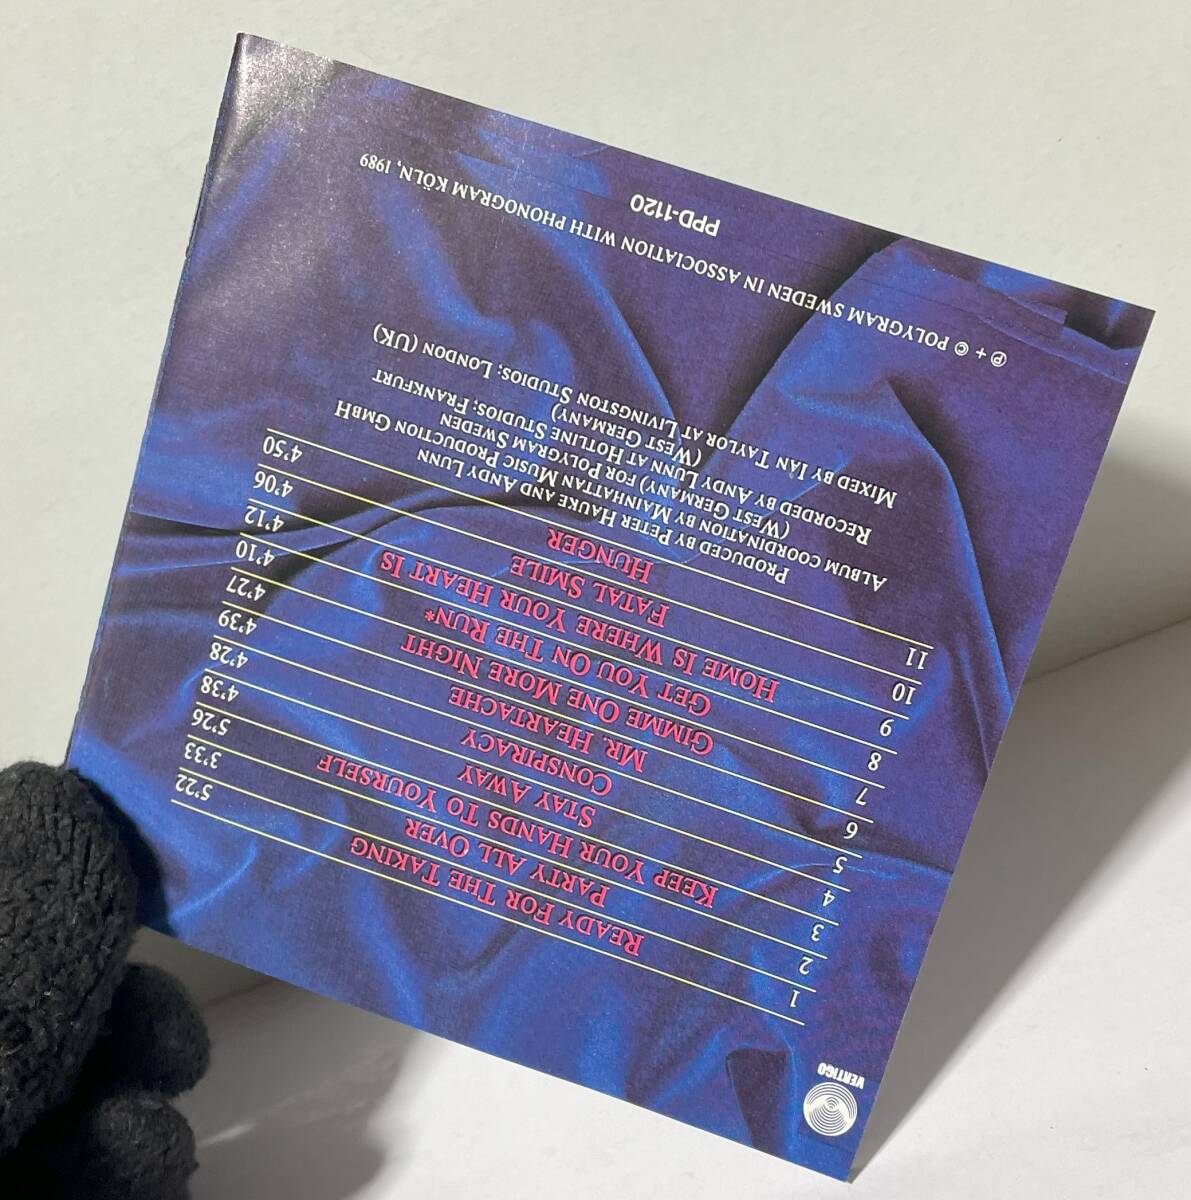 VERTIGO
1 READY FOR THE TAKING 5'22
2 PARTY ALL OVER 3'33
3 KEEP YOUR HANDS TO YOURSELF 5'26
4 STAY AWAY 4'38
5 CONSPIRACY 4'28
6 MR. HEARTACHE 4'39
7 GIMME ONE MORE NIGHT 4'27
8 GET YOU ON THE RUN* 4'10
9 HOME IS WHERE YOUR HEART IS 4'12
10 FATAL SMILE 4'06
11 HUNGER 4'50
PRODUCED BY PETER HAUKE AND ANDY LUNN
ALBUM COORDINATION BY MAINHATTAN MUSIC PRODUCTION GMBH
(WEST GERMANY) FOR POLYGRAM SWEDEN
RECORDED BY ANDY LUNN AT HOTLINE STUDIOS; FRANKFURT
(WEST GERMANY)
MIXED BY IAN TAYLOR AT LIVINGSTON STUDIOS; LONDON (UK)
℗ + © POLYGRAM SWEDEN IN ASSOCIATION WITH PHONOGRAM KÖLN, 1989
PPD-1120